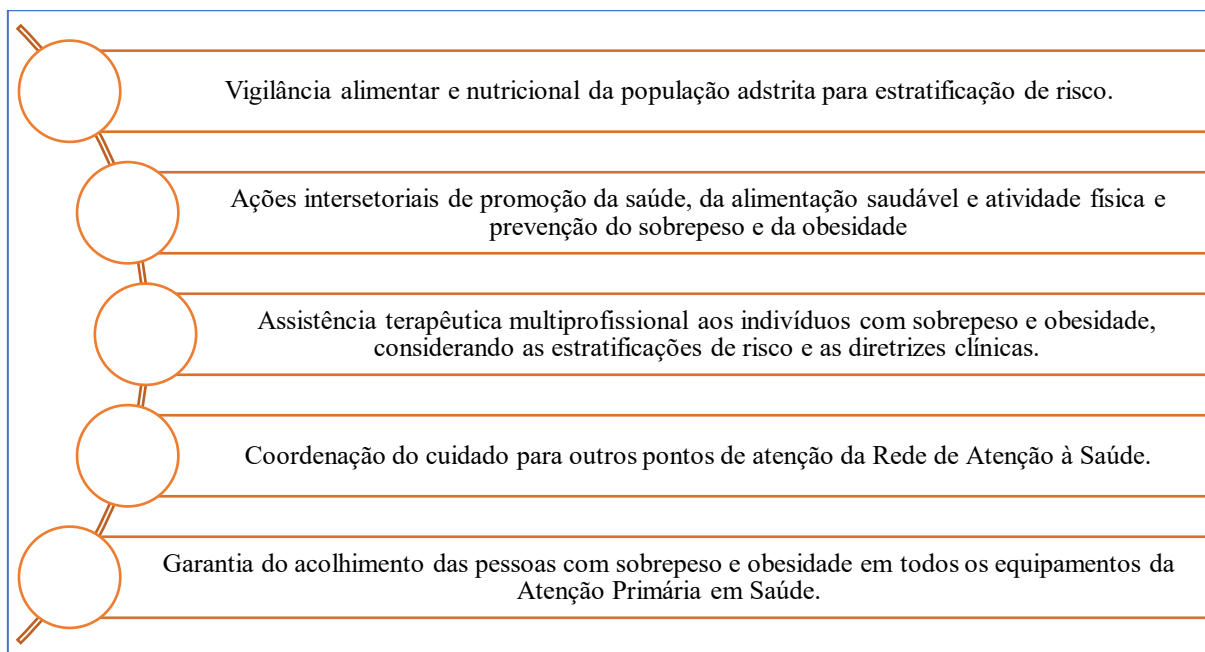 Vigilância alimentar e nutricional da população adstrita para estratificação de risco.
Ações intersetoriais de promoção da saúde, da alimentação saudável e atividade física e
prevenção do sobrepeso e da obesidade
Assistência terapêutica multiprofissional aos indivíduos com sobrepeso e obesidade,
considerando as estratificações de risco e as diretrizes clínicas.
Coordenação do cuidado para outros pontos de atenção da Rede de Atenção à Saúde.
Garantia do acolhimento das pessoas com sobrepeso e obesidade em todos os equipamentos da
Atenção Primária em Saúde.